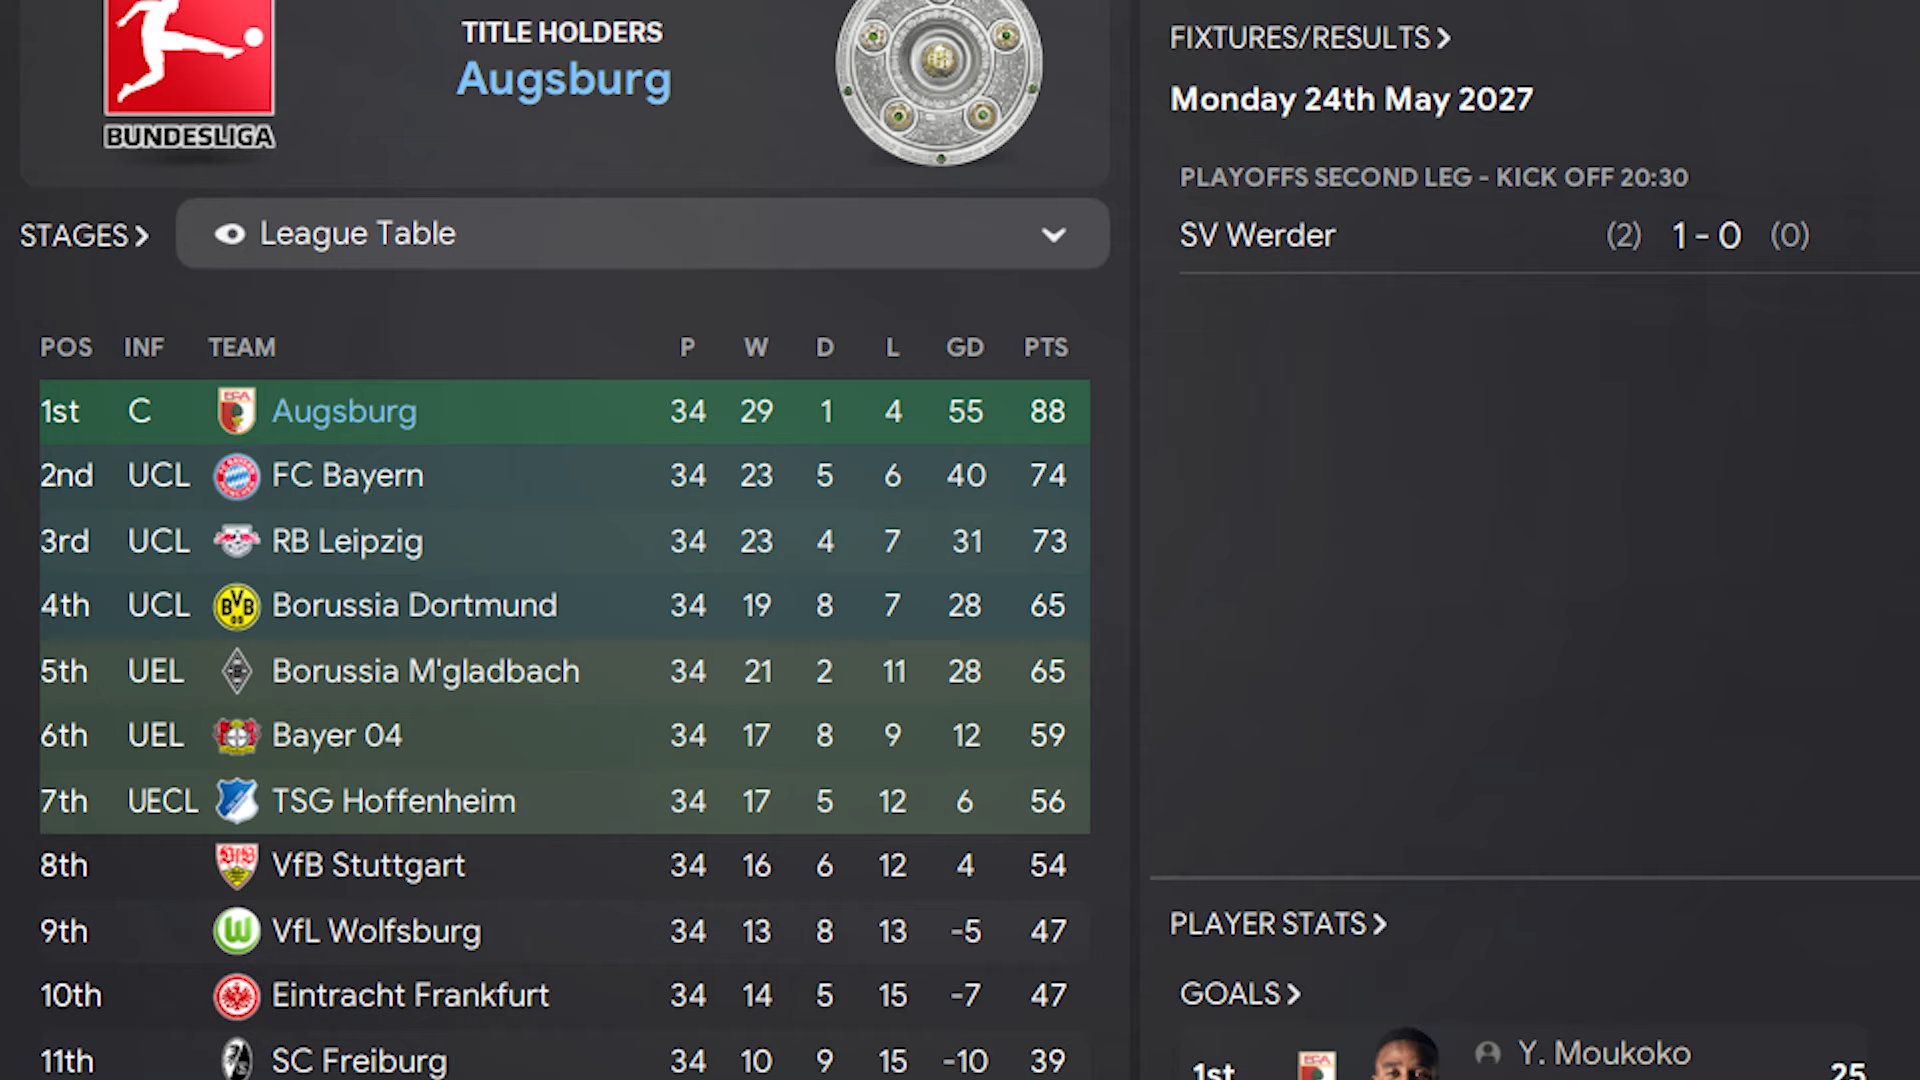 BUNDESLIGA
TITLE HOLDERS
Augsburg
STAGES
League Table
POS INF TEAM P W D L GD PTS
1st C Augsburg 34 29 1 4 55 88
2nd UCL FC Bayern 34 23 5 6 40 74
3rd UCL RB Leipzig 34 23 4 7 31 73
4th UCL Borussia Dortmund 34 19 8 7 28 65
5th UEL Borussia M'gladbach 34 21 2 11 28 65
6th UEL Bayer 04 34 17 8 9 12 59
7th UECL TSG Hoffenheim 34 17 5 12 6 56
8th VfB Stuttgart 34 16 6 12 4 54
9th VfL Wolfsburg 34 13 8 13 -5 47
10th Eintracht Frankfurt 34 14 5 15 -7 47
11th SC Freiburg 34 10 9 15 -10 39
FIXTURES/RESULTS
Monday 24th May 2027
PLAYOFFS SECOND LEG - KICK OFF 20:30
SV Werder (2) 1 - 0 (0)
PLAYER STATS
GOALS
1st Y. Moukoko 25